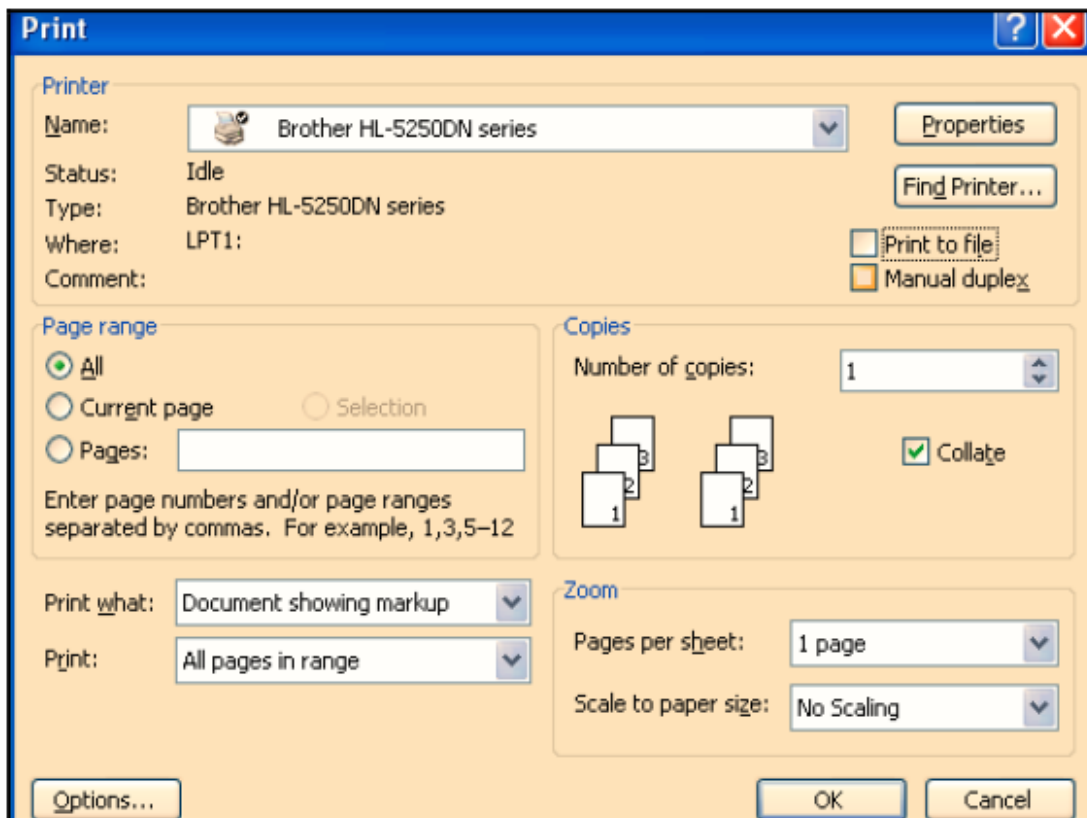 Print
Printer
Name: Brother HL-5250DN series Properties
Status: Idle Find Printer...
Type: Brother HL-5250DN series
Where: LPT1: Print to file
Comment: Manual duplex
Page range
All
Current page Selection
Pages:
Enter page numbers and/or page ranges
separated by commas. For example, 1,3,5–12
Copies
Number of copies: 1
3 3
2 2
1 1
Collate
Print what: Document showing markup
Print: All pages in range
Zoom
Pages per sheet: 1 page
Scale to paper size: No Scaling
Options... OK Cancel